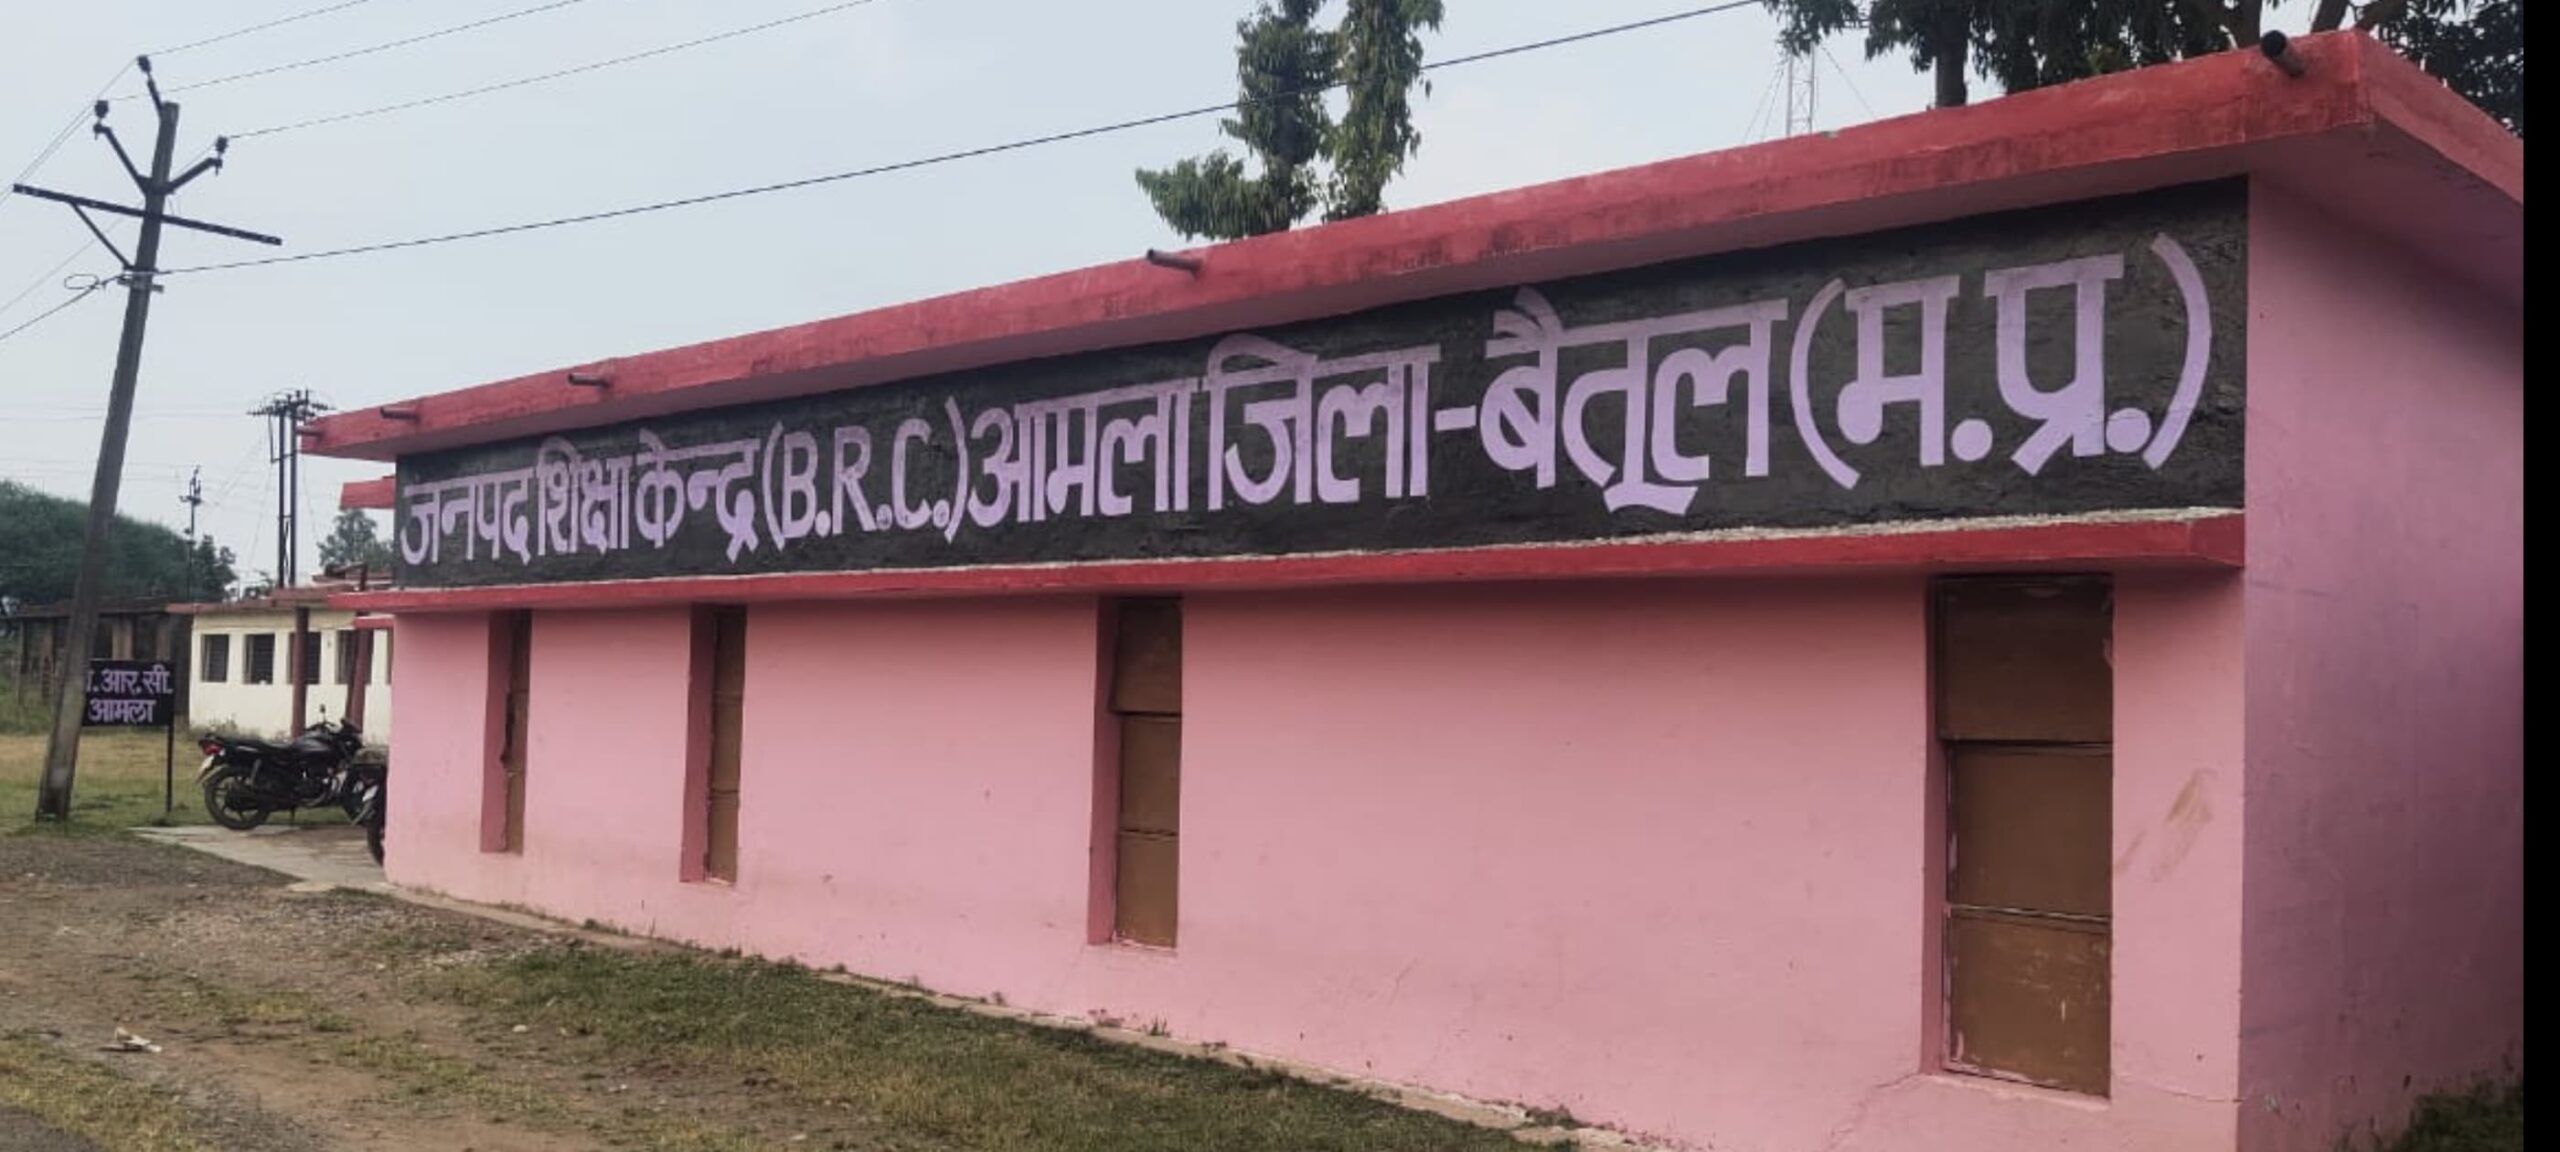 जनपद शिक्षा केन्द्र (B.R.C.) आमला जिला-बैतूल (म.प्र.)
आर.सी.
आमला